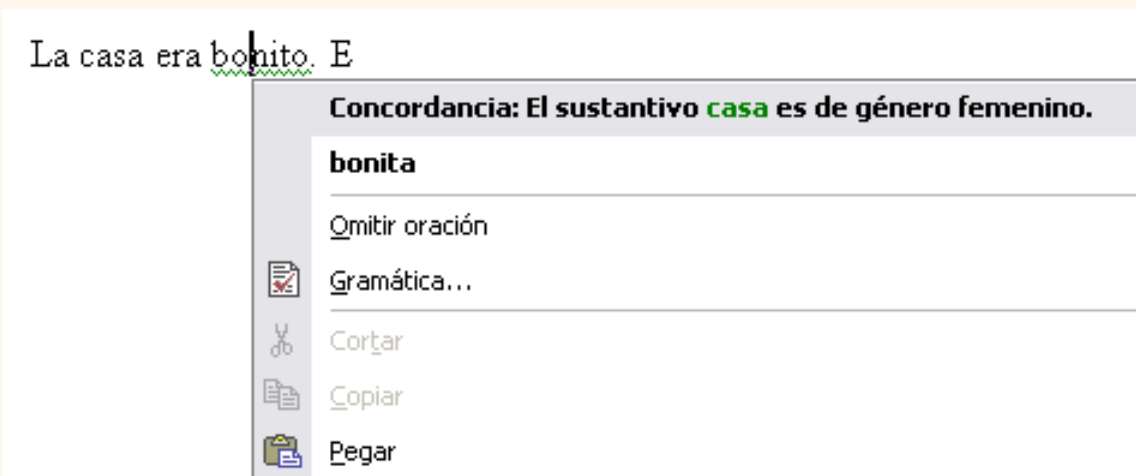 La casa era bonito. E
Concordancia: El sustantivo casa es de género femenino.
bonita
Omitir oración
Gramática...
Cortar
Copiar
Pegar